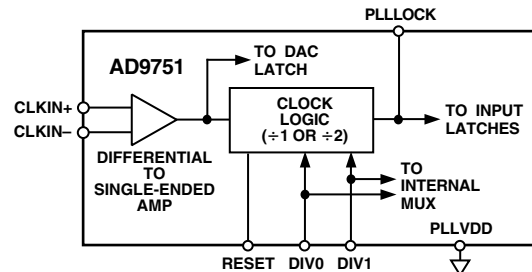 PLLLOCK
AD9751
TO DAC
LATCH
CLKIN+
CLKIN–
CLOCK
LOGIC
(÷1 OR ÷2)
TO INPUT
LATCHES
DIFFERENTIAL
TO
SINGLE-ENDED
AMP
TO
INTERNAL
MUX
PLLVDD
RESET DIV0 DIV1